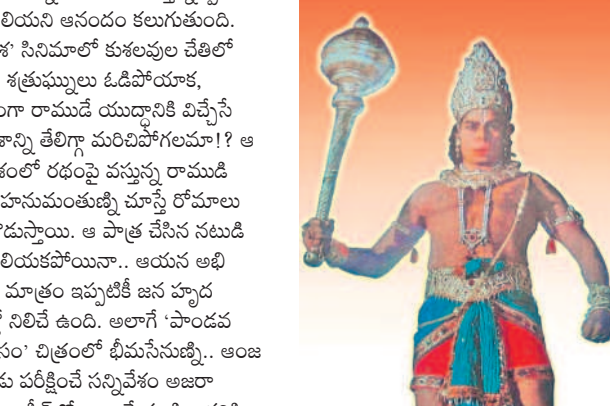 లియని ఆనందం కలుగుతుంది.
శ’ సినిమాలో కుశలవుల చేతిలో
శత్రుఘ్నులు ఓడిపోయాక,
ంగా రాముడే యుద్ధానికి విచ్చేసే
శాన్ని తేలిగ్గా మరిచిపోగలమా!? ఆ
శంలో రథంపై వస్తున్న రాముడి
హనుమంతుణ్ని చూస్తే రోమాలు
డుస్తాయి. ఆ పాత్ర చేసిన నటుడి
లియకపోయినా.. ఆయన అభి
మాత్రం ఇప్పటికీ జన హృద
నిలిచే ఉంది. అలాగే ‘పాండవ
సం’ చిత్రంలో భీమసేనుణ్ని.. ఆంజ
డు పరీక్షించే సన్నివేశం అజరా